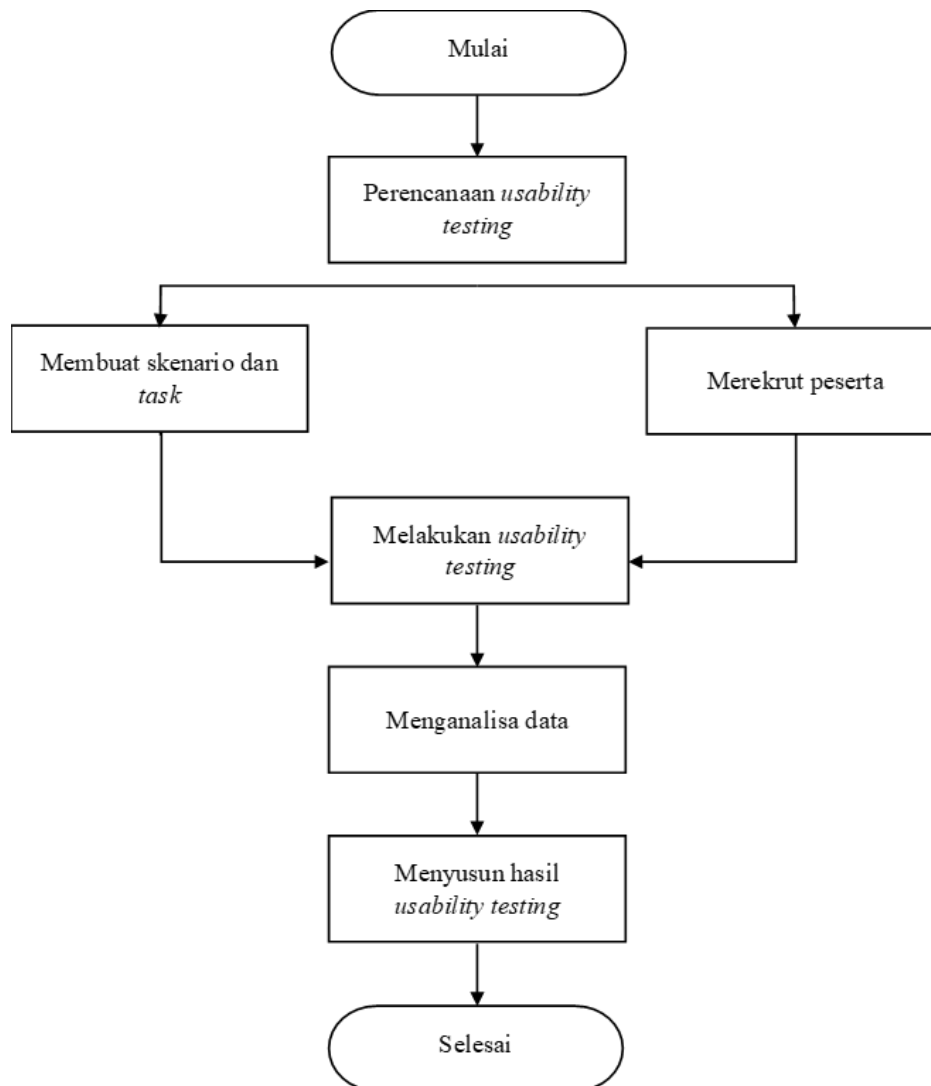 Mulai
Perencanaan usability
testing
Membuat skenario dan
task
Merekrut peserta
Melakukan usability
testing
Menganalisa data
Menyusun hasil
usability testing
Selesai